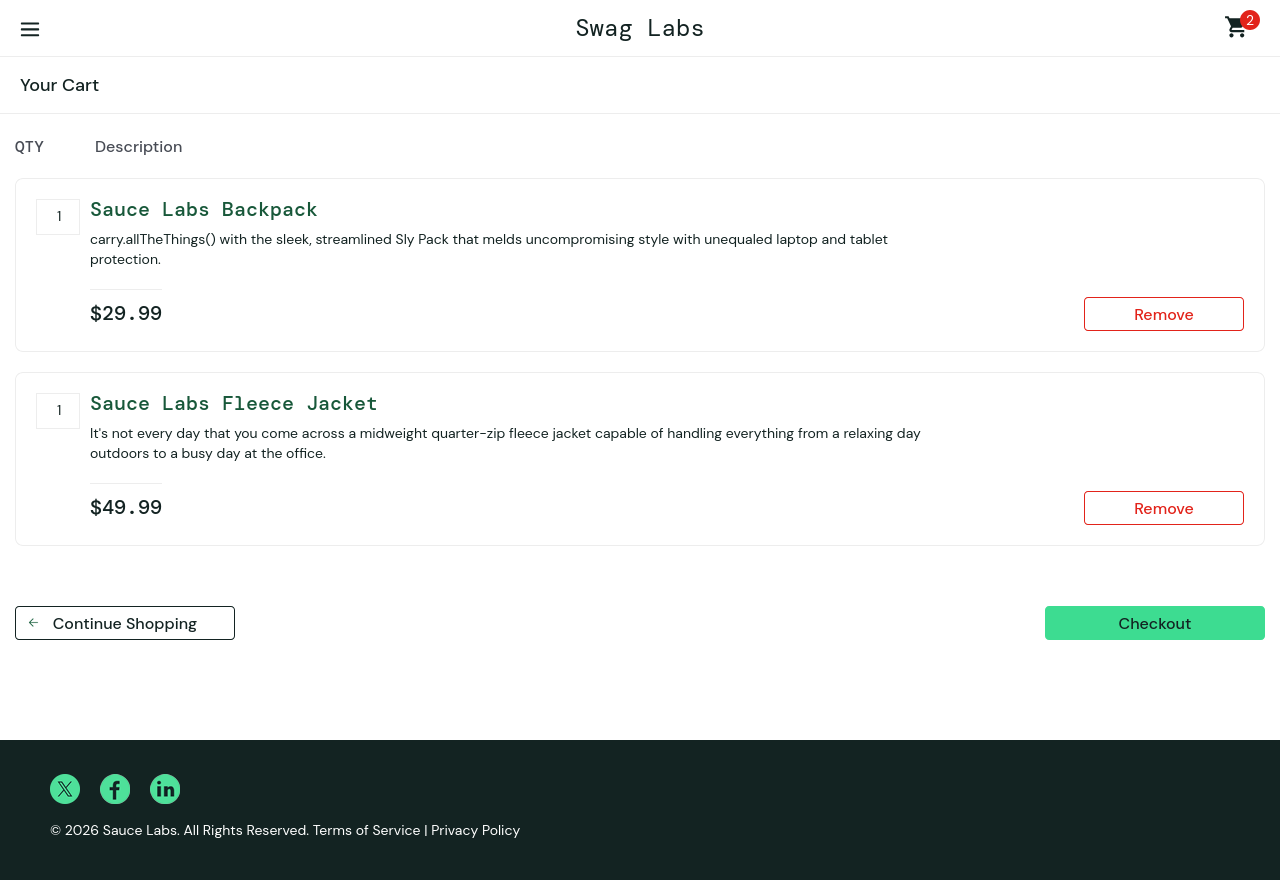 Swag Labs
2
Your Cart
QTY Description
1
Sauce Labs Backpack
carry.allTheThings() with the sleek, streamlined Sly Pack that melds uncompromising style with unequaled laptop and tablet
protection.
$29.99
Remove
1
Sauce Labs Fleece Jacket
It's not every day that you come across a midweight quarter-zip fleece jacket capable of handling everything from a relaxing day
outdoors to a busy day at the office.
$49.99
Remove
Continue Shopping
Checkout
© 2026 Sauce Labs. All Rights Reserved. Terms of Service | Privacy Policy